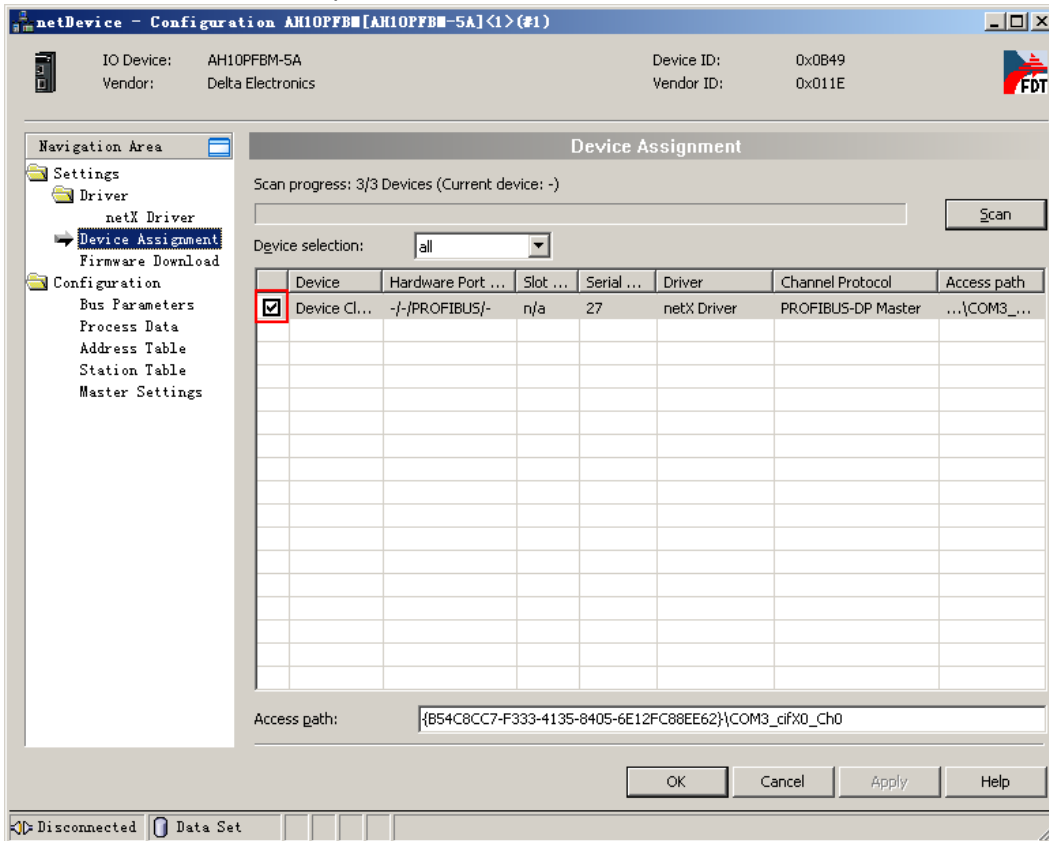 netDevice - Configuration AH10PFBM[AH10PFBM-5A]<1>(#1)
IO Device: AH10PFBM-5A Device ID: 0x0B49
Vendor: Delta Electronics Vendor ID: 0x011E
FDT
Navigation Area
Settings
Driver
netX Driver
Device Assignment
Firmware Download
Configuration
Bus Parameters
Process Data
Address Table
Station Table
Master Settings
Device Assignment
Scan progress: 3/3 Devices (Current device: -)
Scan
Device selection: all
Device Hardware Port ... Slot ... Serial ... Driver Channel Protocol Access path
Device Cl... -/-/PROFIBUS/- n/a 27 netX Driver PROFIBUS-DP Master ...\COM3_...
Access path: {B54C8CC7-F333-4135-8405-6E12FC88EE62}\COM3_cifX0_Ch0
OK Cancel Apply Help
Disconnected Data Set